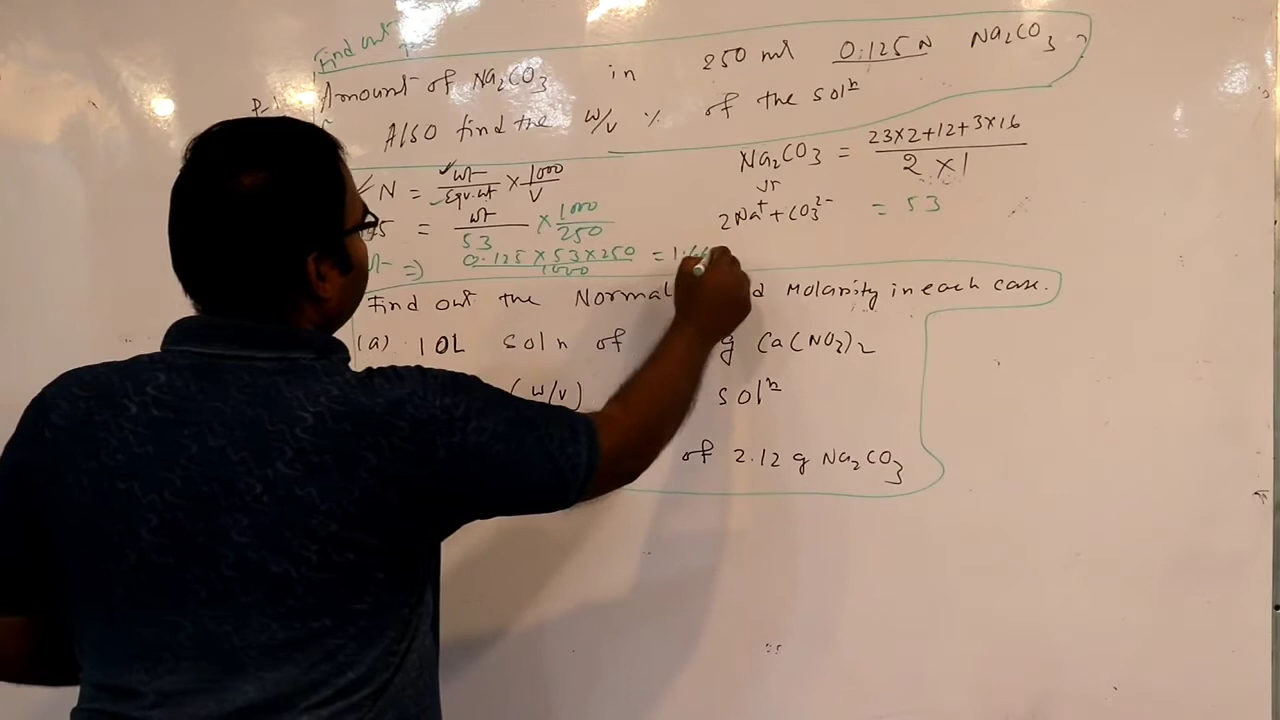 Find out
Amount of Na₂CO₃ in 250 ml 0.125 N Na₂CO₃
Also find the w/v % of the solⁿ
N = wt / Eqv.wt × 1000 / V
= wt / 53 × 1000 / 250
⇒ 0.125 × 53 × 250 / 1000 = 1.
Na₂CO₃ = 23×2+12+3×16 / 2 × 1
2Na⁺ + CO₃²⁻ = 53
Find out the Normal d Molarity in each case.
(a) 10L soln of g Ca(NO₃)₂
(w/v) solⁿ
of 2.12 g Na₂CO₃